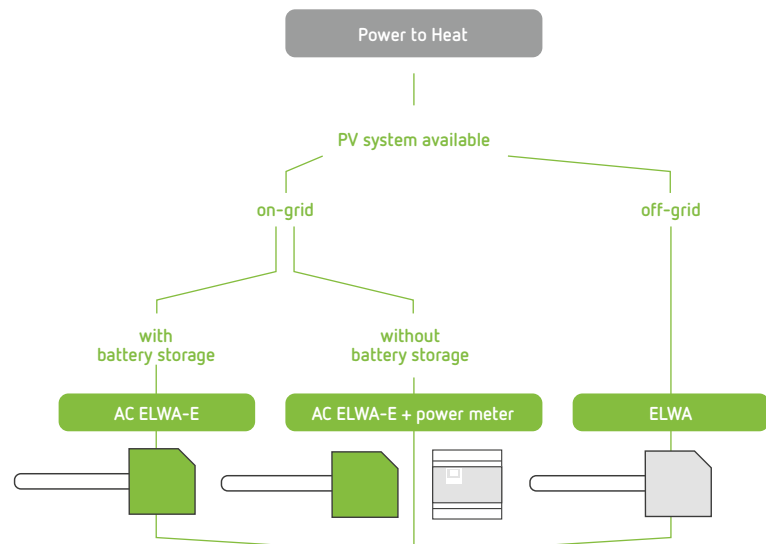 Power to Heat
PV system available
on-grid
off-grid
with
battery storage
without
battery storage
AC ELWA-E
AC ELWA-E + power meter
ELWA